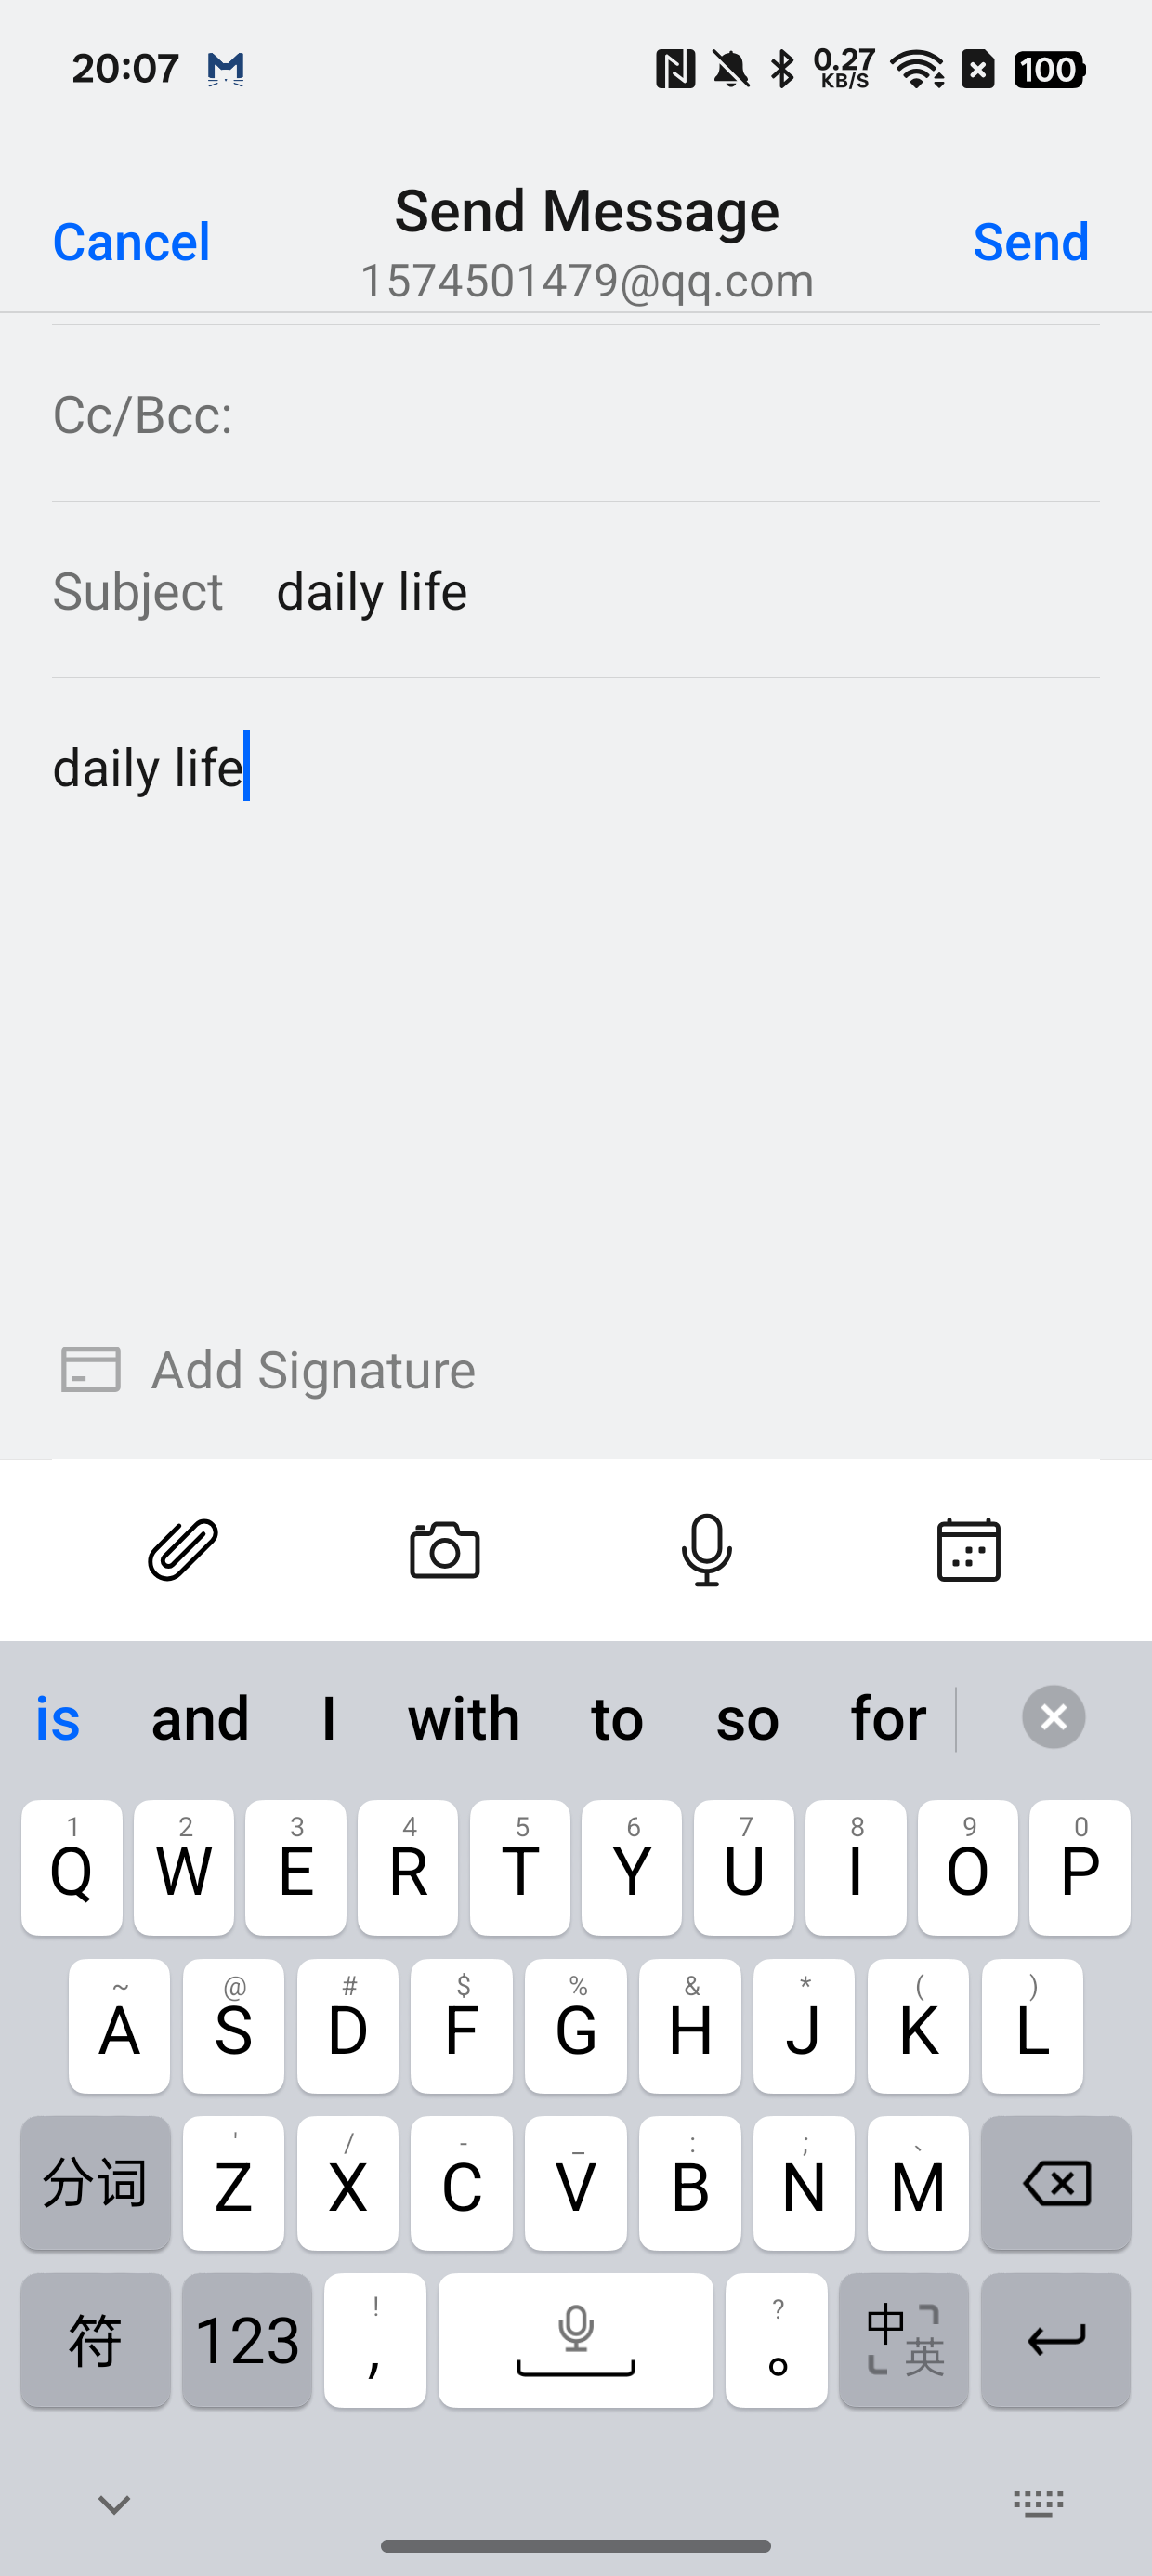 20:07
0.27 KB/S
100
Cancel
Send Message
Send
1574501479@qq.com
Cc/Bcc:
Subject daily life
daily life
Add Signature
is and I with to so for
1 2 3 4 5 6 7 8 9 0
Q W E R T Y U I O P
~ @ # $ % & * ( )
A S D F G H J K L
' / - _ : ; 、
分词 Z X C V B N M
! ?
符 123 , 。 中 英